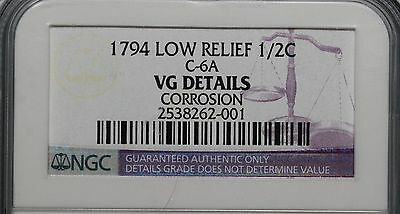 1794 LOW RELIEF 1/2C
C-6A
VG DETAILS
CORROSION
2538262-001
NGC
GUARANTEED AUTHENTIC ONLY
DETAILS GRADE DOES NOT DETERMINE VALUE